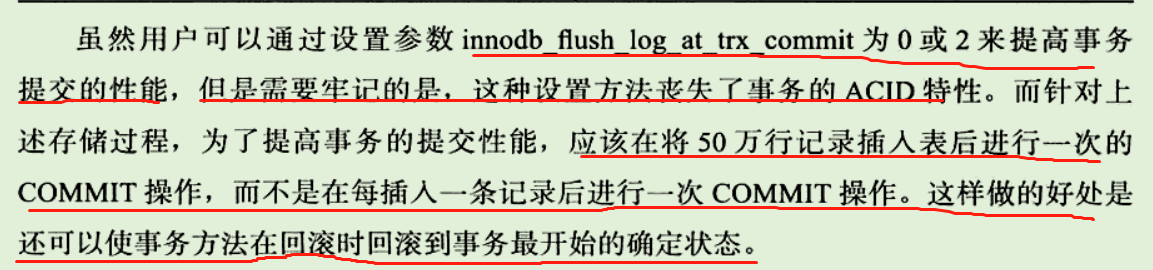 虽然用户可以通过设置参数 innodb_flush_log_at_trx_commit 为 0 或 2 来提高事务
提交的性能，但是需要牢记的是，这种设置方法丧失了事务的 ACID 特性。而针对上
述存储过程，为了提高事务的提交性能，应该在将 50 万行记录插入表后进行一次的
COMMIT 操作，而不是在每插入一条记录后进行一次 COMMIT 操作。这样做的好处是
还可以使事务方法在回滚时回滚到事务最开始的确定状态。